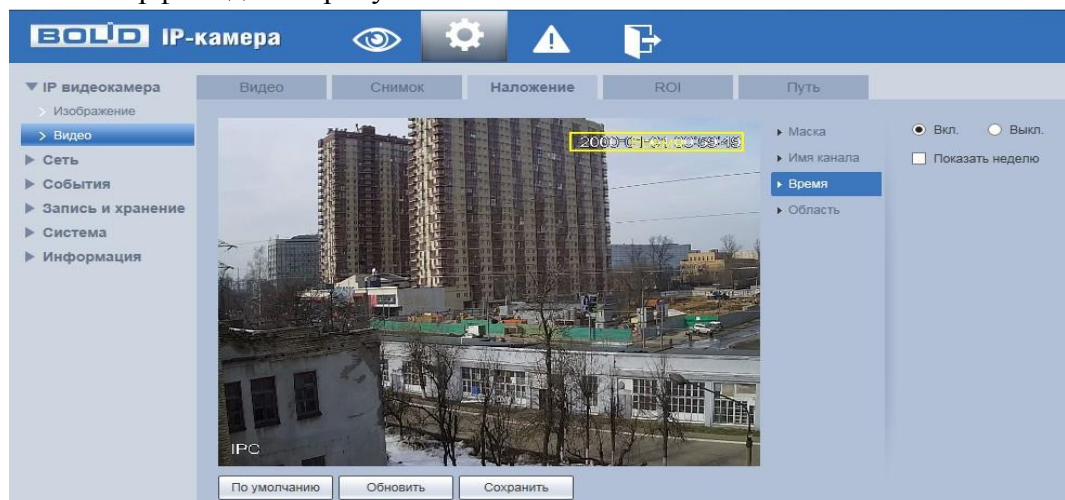 BOLID IP-камера
IP видеокамера
Изображение
Видео
Сеть
События
Запись и хранение
Система
Информация
Видео
Снимок
Наложение
ROI
Путь
IPC
Маска
Имя канала
Время
Область
Вкл.
Выкл.
Показать неделю
По умолчанию
Обновить
Сохранить